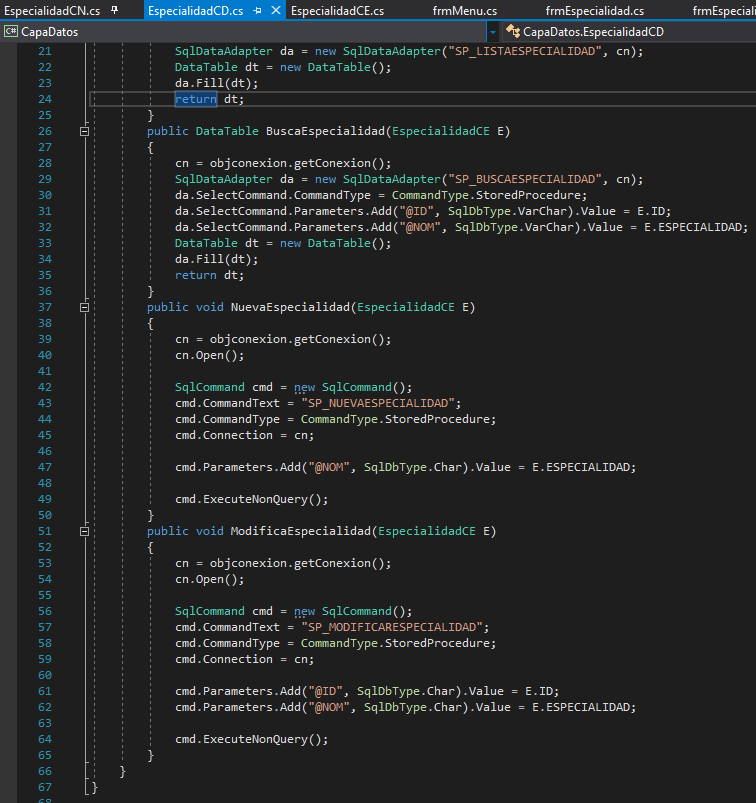 EspecialidadCN.cs EspecialidadCD.cs EspecialidadCE.cs frmMenu.cs frmEspecialidad.cs frmEspeciali
C# CapaDatos CapaDatos.EspecialidadCD
21 SqlDataAdapter da = new SqlDataAdapter("SP_LISTAESPECIALIDAD", cn);
22 DataTable dt = new DataTable();
23 da.Fill(dt);
24 return dt;
25 }
26 public DataTable BuscaEspecialidad(EspecialidadCE E)
27 {
28 cn = objconexion.getConexion();
29 SqlDataAdapter da = new SqlDataAdapter("SP_BUSCAESPECIALIDAD", cn);
30 da.SelectCommand.CommandType = CommandType.StoredProcedure;
31 da.SelectCommand.Parameters.Add("@ID", SqlDbType.VarChar).Value = E.ID;
32 da.SelectCommand.Parameters.Add("@NOM", SqlDbType.VarChar).Value = E.ESPECIALIDAD;
33 DataTable dt = new DataTable();
34 da.Fill(dt);
35 return dt;
36 }
37 public void NuevaEspecialidad(EspecialidadCE E)
38 {
39 cn = objconexion.getConexion();
40 cn.Open();
41
42 SqlCommand cmd = new SqlCommand();
43 cmd.CommandText = "SP_NUEVAESPECIALIDAD";
44 cmd.CommandType = CommandType.StoredProcedure;
45 cmd.Connection = cn;
46
47 cmd.Parameters.Add("@NOM", SqlDbType.Char).Value = E.ESPECIALIDAD;
48
49 cmd.ExecuteNonQuery();
50 }
51 public void ModificaEspecialidad(EspecialidadCE E)
52 {
53 cn = objconexion.getConexion();
54 cn.Open();
55
56 SqlCommand cmd = new SqlCommand();
57 cmd.CommandText = "SP_MODIFICARESPECIALIDAD";
58 cmd.CommandType = CommandType.StoredProcedure;
59 cmd.Connection = cn;
60
61 cmd.Parameters.Add("@ID", SqlDbType.Char).Value = E.ID;
62 cmd.Parameters.Add("@NOM", SqlDbType.Char).Value = E.ESPECIALIDAD;
63
64 cmd.ExecuteNonQuery();
65 }
66 }
67 }
68